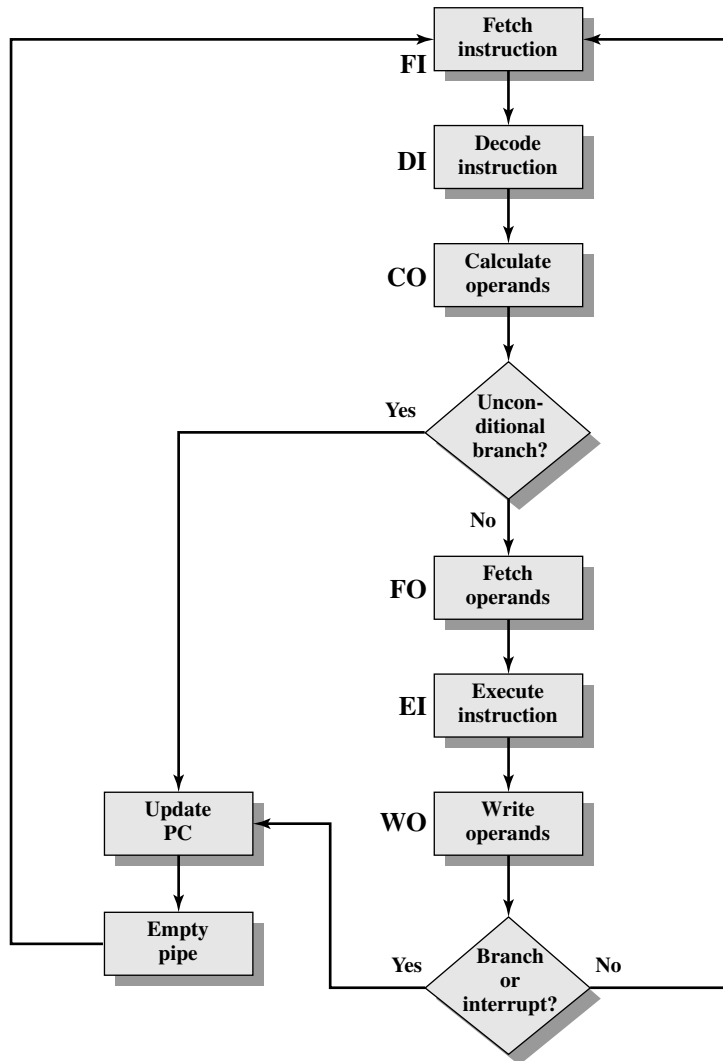 Fetch
instruction
FI
Decode
instruction
DI
Calculate
operands
CO
Yes
Uncon-
ditional
branch?
No
Fetch
operands
FO
Execute
instruction
EI
Update
PC
Write
operands
WO
Empty
pipe
Yes
Branch
or
interrupt?
No